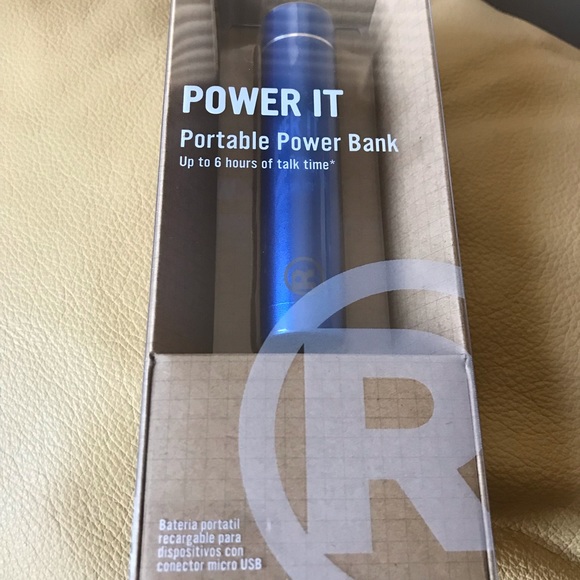 POWER IT
Portable Power Bank
Up to 6 hours of talk time*
R
Bateria portatil
recargable para
dispositivos con
conector micro USB